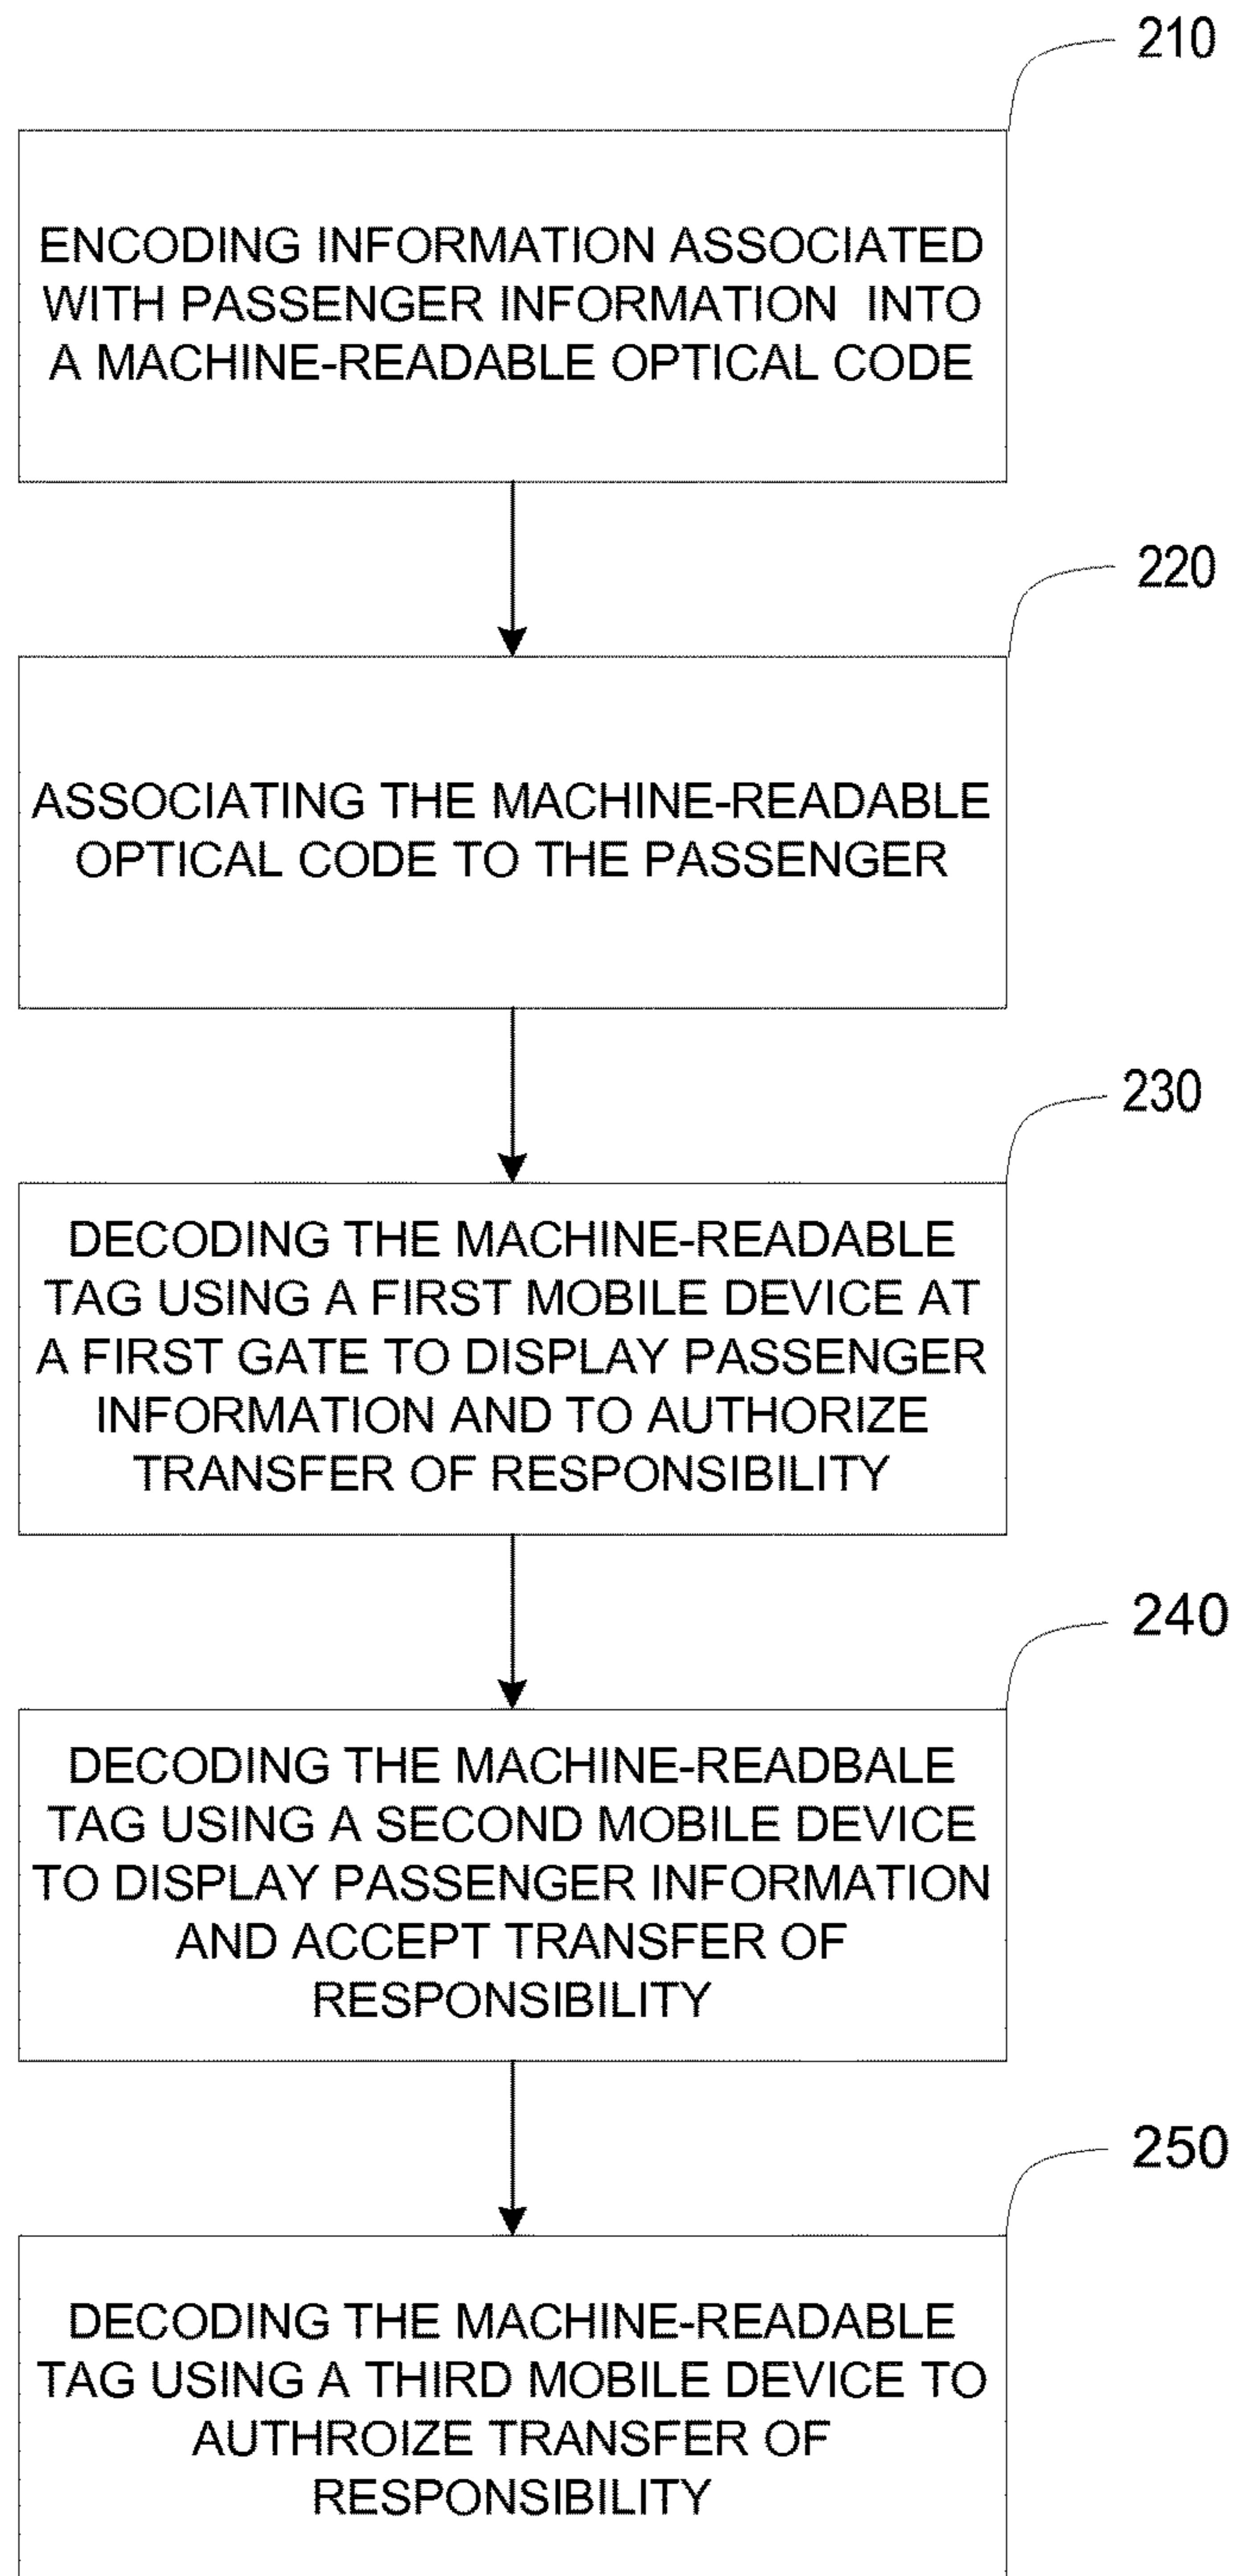 210
ENCODING INFORMATION ASSOCIATED
WITH PASSENGER INFORMATION INTO
A MACHINE-READABLE OPTICAL CODE
220
ASSOCIATING THE MACHINE-READABLE
OPTICAL CODE TO THE PASSENGER
230
DECODING THE MACHINE-READABLE
TAG USING A FIRST MOBILE DEVICE AT
A FIRST GATE TO DISPLAY PASSENGER
INFORMATION AND TO AUTHORIZE
TRANSFER OF RESPONSIBILITY
240
DECODING THE MACHINE-READBALE
TAG USING A SECOND MOBILE DEVICE
TO DISPLAY PASSENGER INFORMATION
AND ACCEPT TRANSFER OF
RESPONSIBILITY
250
DECODING THE MACHINE-READABLE
TAG USING A THIRD MOBILE DEVICE TO
AUTHROIZE TRANSFER OF
RESPONSIBILITY